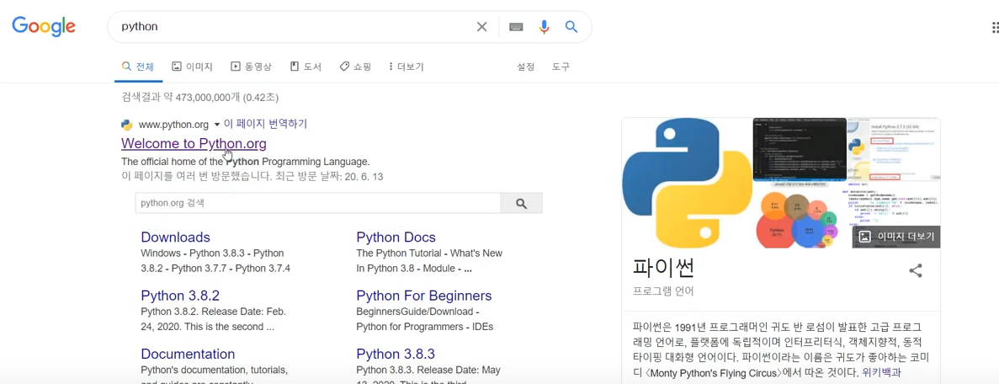 Google
python
전체
이미지
동영상
도서
쇼핑
더보기
설정
도구
검색결과 약 473,000,000개 (0.42초)
www.python.org ▼ 이 페이지 번역하기
Welcome to Python.org
The official home of the Python Programming Language.
이 페이지를 여러 번 방문했습니다. 최근 방문 날짜: 20. 6. 13
python.org 검색
Downloads
Windows - Python 3.8.3 - Python
3.8.2 - Python 3.7.7 - Python 3.7.4
Python Docs
The Python Tutorial - What's New
In Python 3.8 - Module - ...
Python 3.8.2
Python 3.8.2. Release Date: Feb.
24, 2020. This is the second ...
Python For Beginners
BeginnersGuide/Download -
Python for Programmers - IDEs
Documentation
Python's documentation, tutorials,
and guides are constantly
Python 3.8.3
Python 3.8.3. Release Date: May
13, 2020. This is the third
이미지 더보기
파이썬
프로그램 언어
파이썬은 1991년 프로그래머인 귀도 반 로섬이 발표한 고급 프로그
래밍 언어로, 플랫폼에 독립적이며 인터프리터식, 객체지향적, 동적
타이핑 대화형 언어이다. 파이썬이라는 이름은 귀도가 좋아하는 코미
디 〈Monty Python's Flying Circus〉에서 따온 것이다. 위키백과